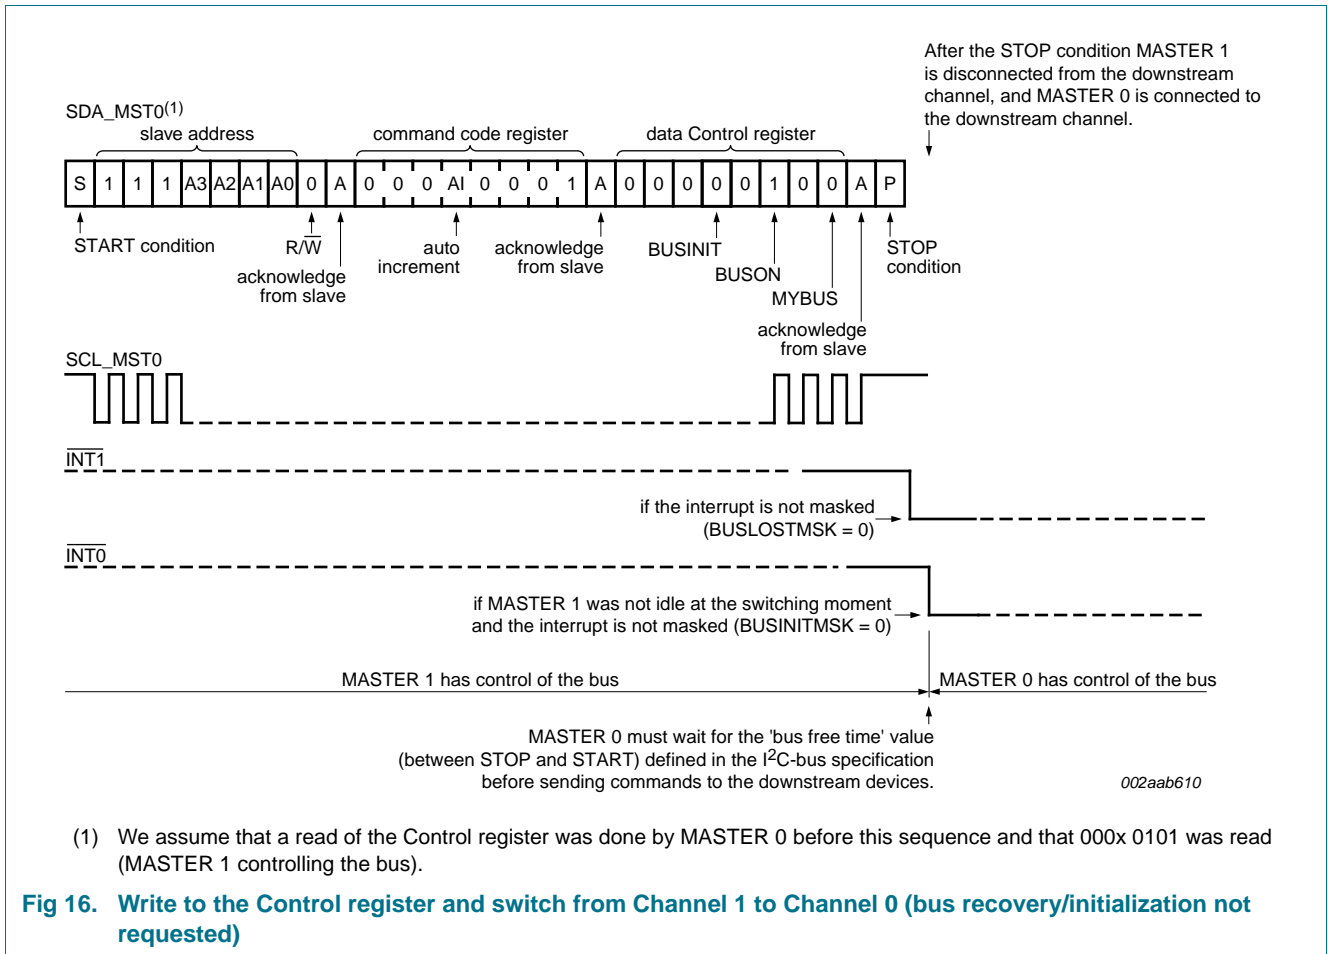 After the STOP condition MASTER 1
is disconnected from the downstream
channel, and MASTER 0 is connected to
the downstream channel.
SDA_MST0(1)
slave address command code register data Control register
S 1 1 1 A3 A2 A1 A0 0 A 0 0 0 AI 0 0 0 1 A 0 0 0 0 0 1 0 0 A P
START condition R/W auto increment acknowledge from slave BUSINIT STOP condition
acknowledge
from slave
BUSON
MYBUS
acknowledge
from slave
SCL_MST0
INT1
if the interrupt is not masked
(BUSLOSTMSK = 0)
INT0
if MASTER 1 was not idle at the switching moment
and the interrupt is not masked (BUSINITMSK = 0)
MASTER 1 has control of the bus MASTER 0 has control of the bus
MASTER 0 must wait for the 'bus free time' value
(between STOP and START) defined in the I2C-bus specification
before sending commands to the downstream devices.
002aab610
(1) We assume that a read of the Control register was done by MASTER 0 before this sequence and that 000x 0101 was read
(MASTER 1 controlling the bus).
Fig 16. Write to the Control register and switch from Channel 1 to Channel 0 (bus recovery/initialization not
requested)